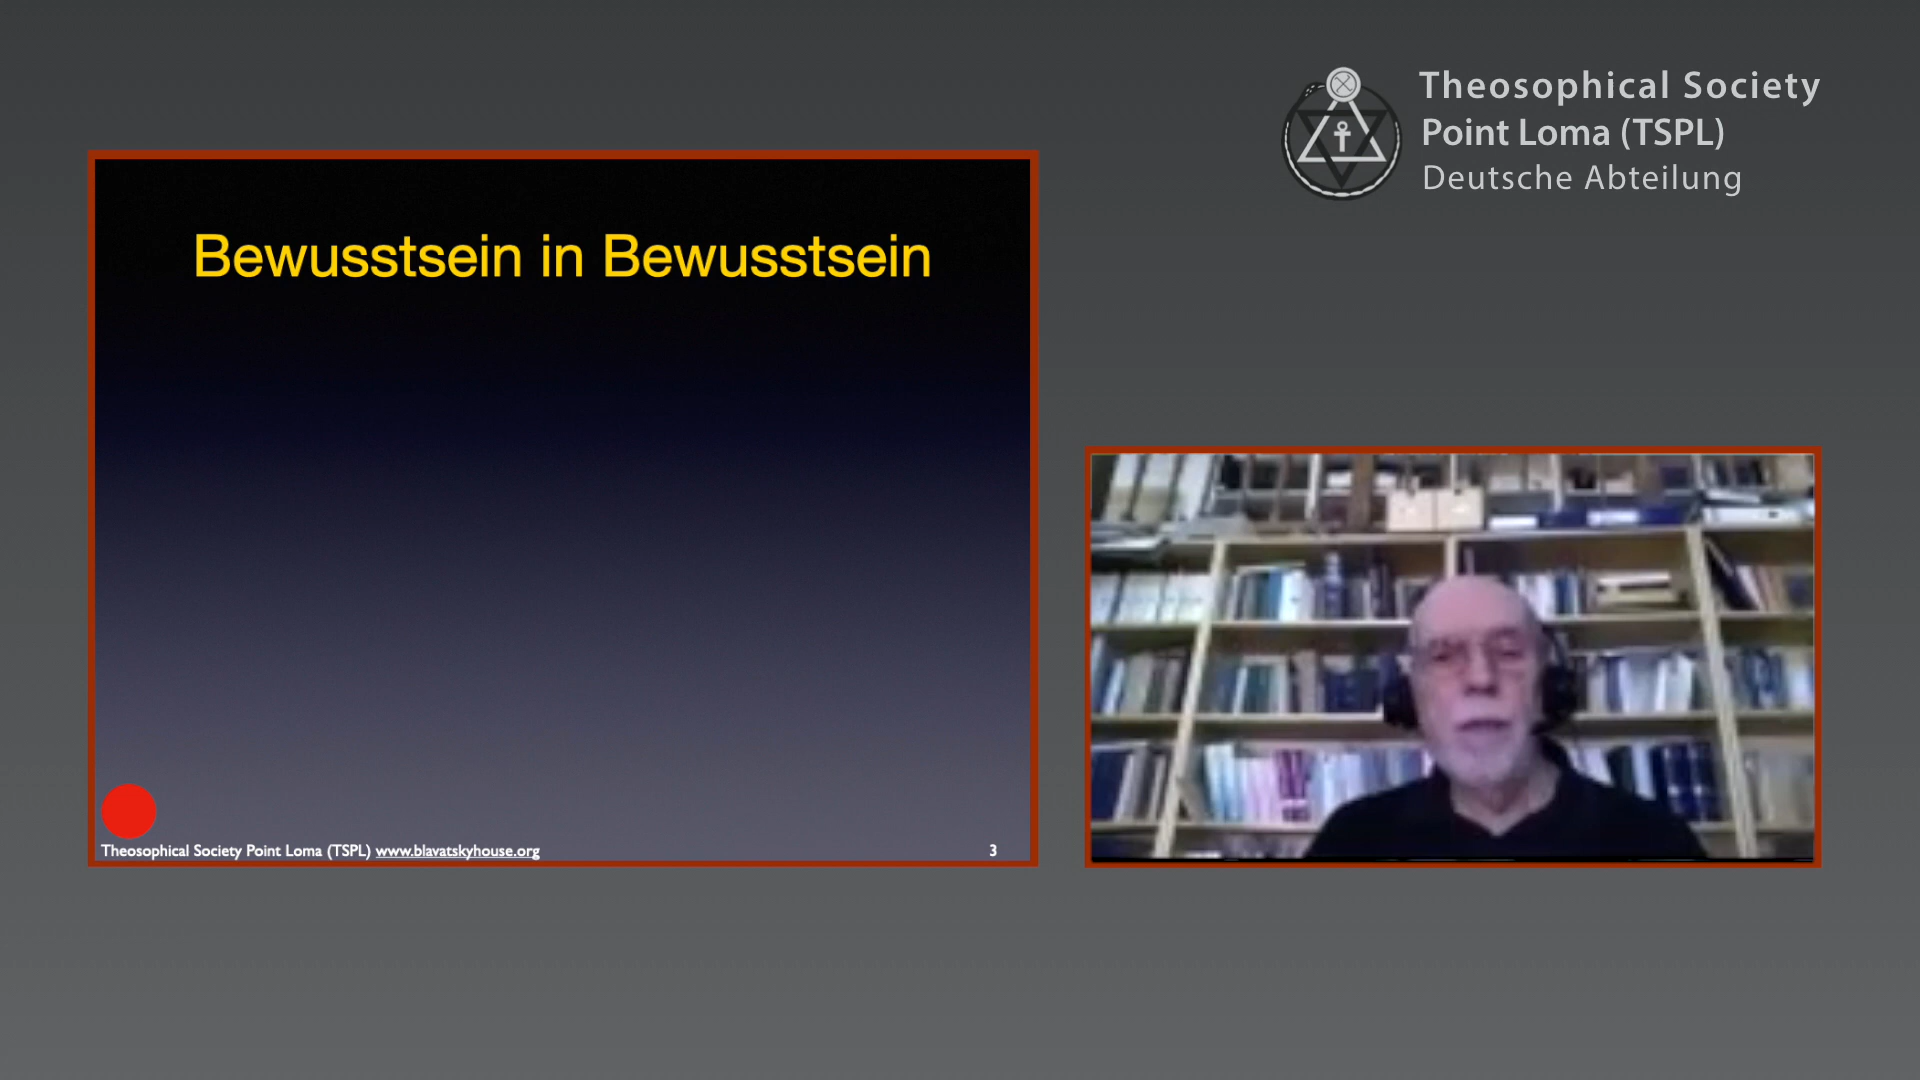 Theosophical Society
Point Loma (TSPL)
Deutsche Abteilung
Bewusstsein in Bewusstsein
Theosophical Society Point Loma (TSPL) www.blavatskyhouse.org
3